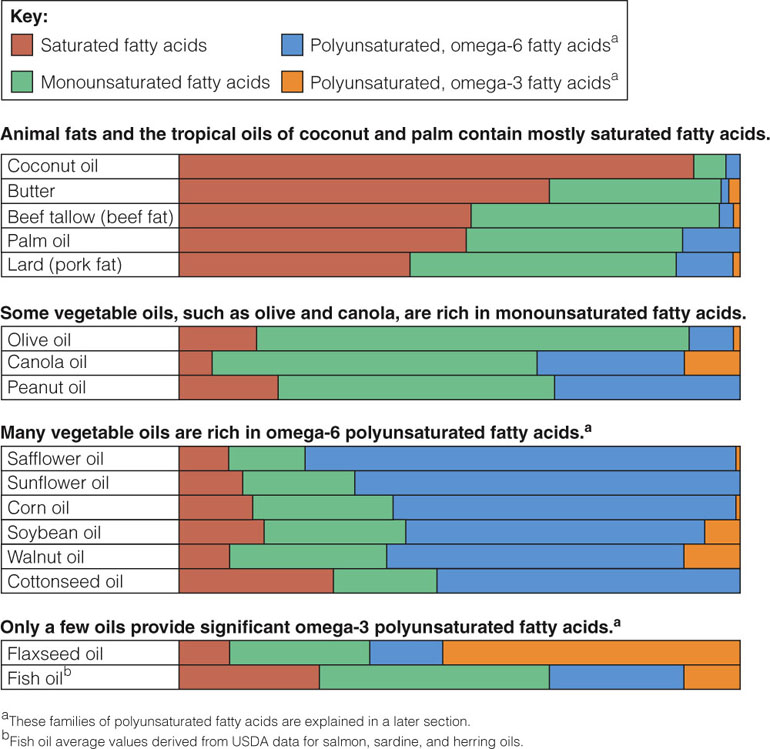 Key:
Saturated fatty acids
Polyunsaturated, omega-6 fatty acidsa
Monounsaturated fatty acids
Polyunsaturated, omega-3 fatty acidsa
Animal fats and the tropical oils of coconut and palm contain mostly saturated fatty acids.
Coconut oil
Butter
Beef tallow (beef fat)
Palm oil
Lard (pork fat)
Some vegetable oils, such as olive and canola, are rich in monounsaturated fatty acids.
Olive oil
Canola oil
Peanut oil
Many vegetable oils are rich in omega-6 polyunsaturated fatty acids.a
Safflower oil
Sunflower oil
Corn oil
Soybean oil
Walnut oil
Cottonseed oil
Only a few oils provide significant omega-3 polyunsaturated fatty acids.a
Flaxseed oil
Fish oilb
aThese families of polyunsaturated fatty acids are explained in a later section.
bFish oil average values derived from USDA data for salmon, sardine, and herring oils.